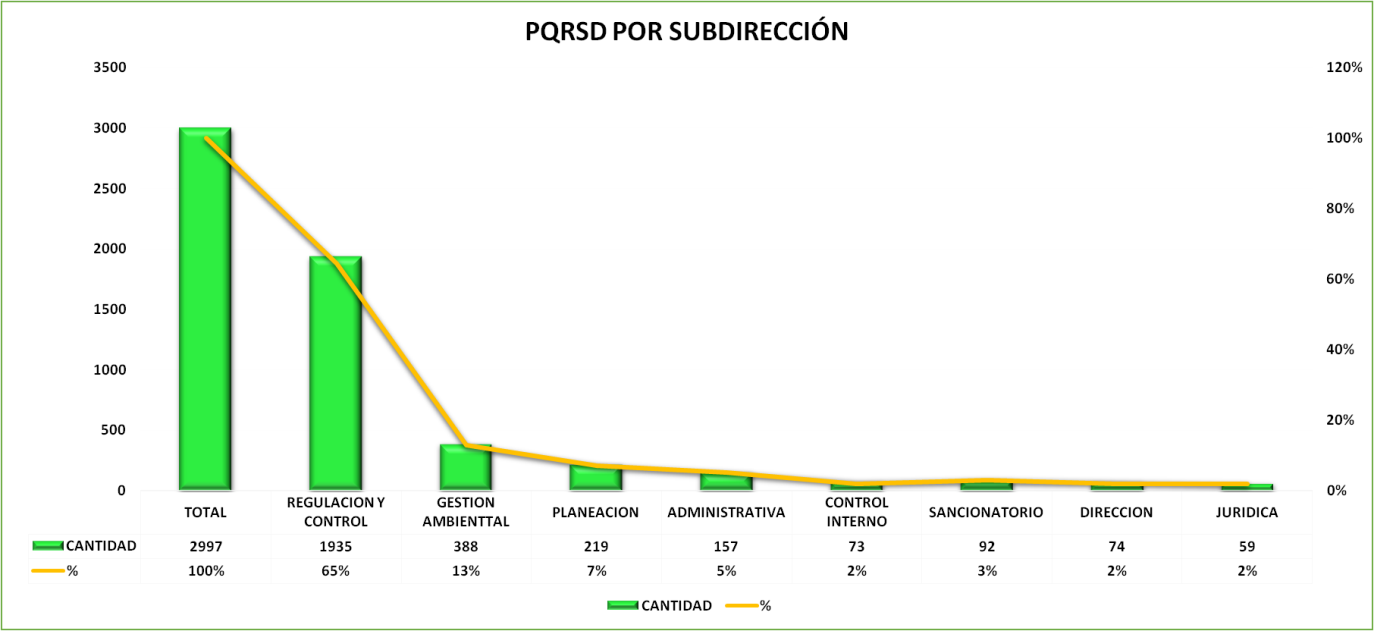 PQRSD POR SUBDIRECCIÓN
3500
3000
2500
2000
1500
1000
500
0
120%
100%
80%
60%
40%
20%
0%
TOTAL
REGULACION Y
CONTROL
GESTION
AMBIENTTAL
PLANEACION
ADMINISTRATIVA
CONTROL
INTERNO
SANCIONATORIO
DIRECCION
JURIDICA
CANTIDAD 2997 1935 388 219 157 73 92 74 59
% 100% 65% 13% 7% 5% 2% 3% 2% 2%
CANTIDAD %